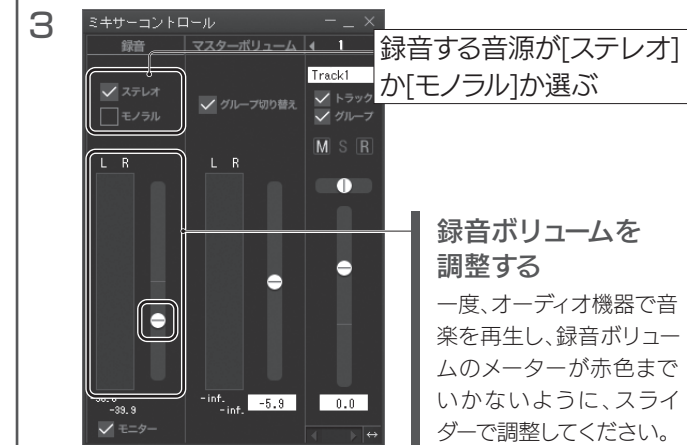 3
ミキサーコントロール
録音
マスターボリューム
1
録音する音源が[ステレオ]
か[モノラル]か選ぶ
Track1
ステレオ
モノラル
グループ切り替え
トラック
グループ
M S R
L R
L R
録音ボリュームを
調整する
一度、オーディオ機器で音
楽を再生し、録音ボリュー
ムのメーターが赤色まで
いかないように、スライ
ダーで調整してください。
-39.9
-inf.
-inf.
-5.9
0.0
モニター